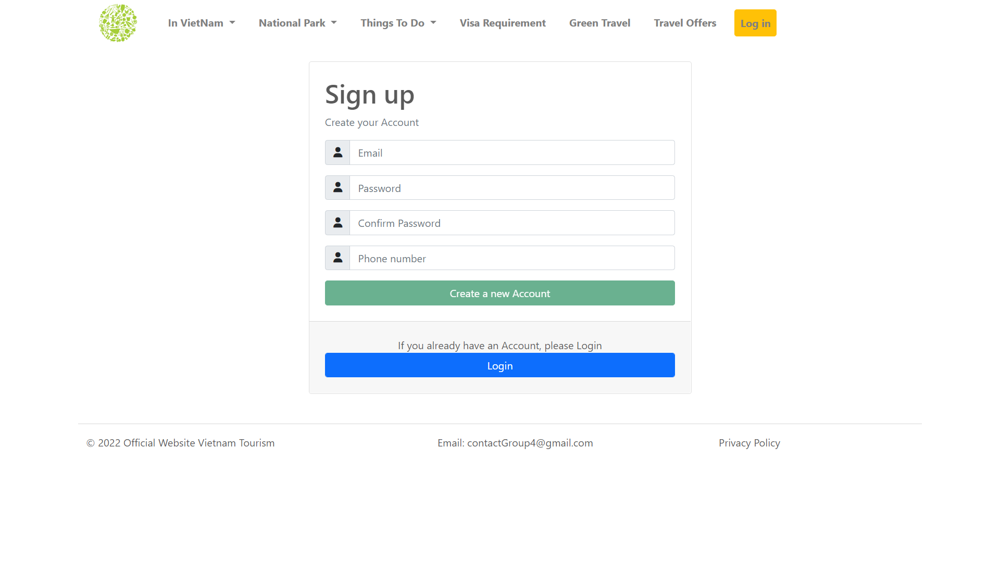 In VietNam
National Park
Things To Do
Visa Requirement
Green Travel
Travel Offers
Log in
Sign up
Create your Account
Email
Password
Confirm Password
Phone number
Create a new Account
If you already have an Account, please Login
Login
© 2022 Official Website Vietnam Tourism
Email: contactGroup4@gmail.com
Privacy Policy